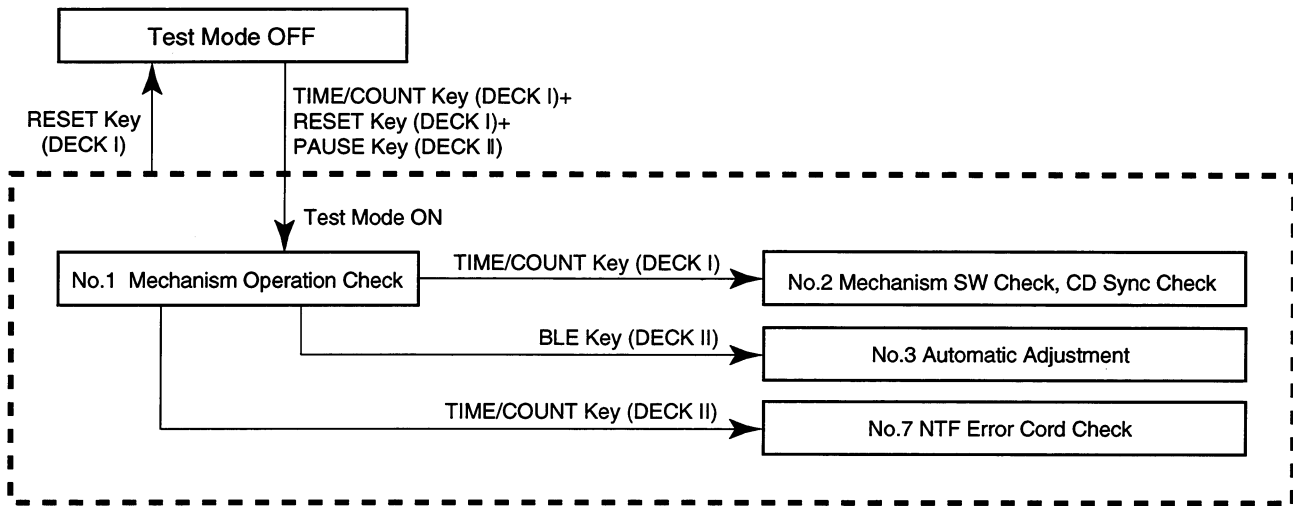 Test Mode OFF
RESET Key
(DECK I)
TIME/COUNT Key (DECK I)+
RESET Key (DECK I)+
PAUSE Key (DECK II)
Test Mode ON
No.1 Mechanism Operation Check
TIME/COUNT Key (DECK I)
No.2 Mechanism SW Check, CD Sync Check
BLE Key (DECK II)
No.3 Automatic Adjustment
TIME/COUNT Key (DECK II)
No.7 NTF Error Cord Check